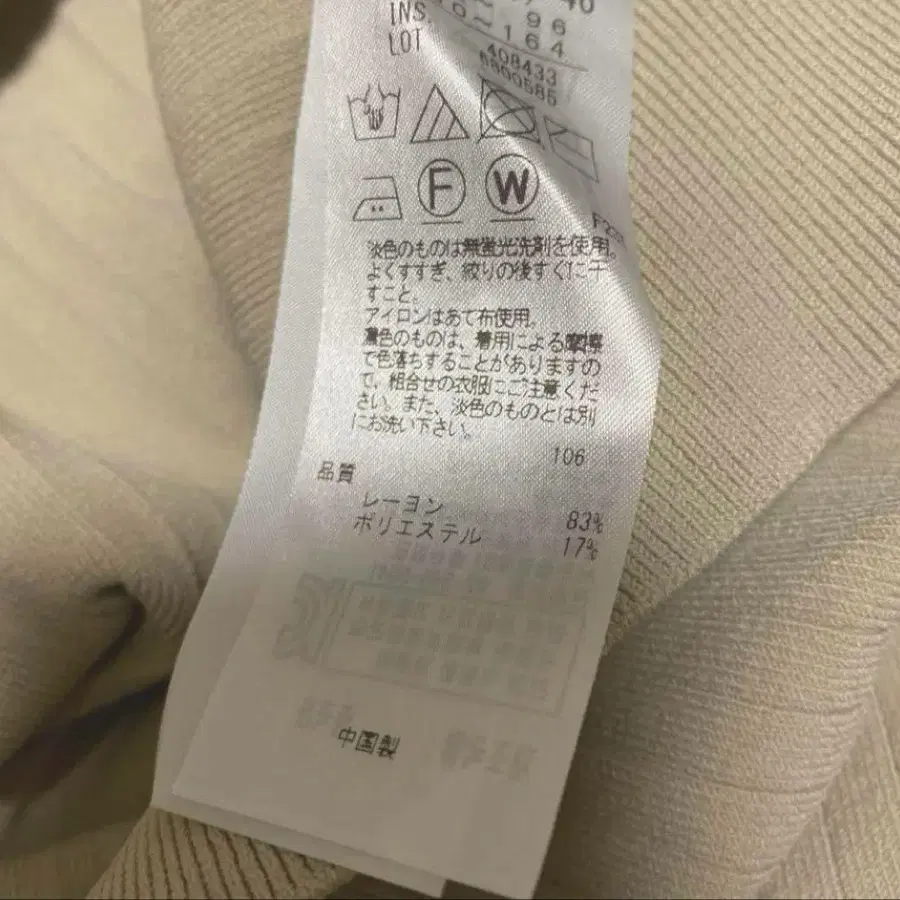 40
96
INS
164
LOT
408433
6800585
F W
淡色のものは無蛍光洗剤を使用。
よくすすぎ、絞りの後すぐに干
すこと。
アイロンはあて布使用。
濃色のものは、着用による摩擦
で色落ちすることがありますの
で、組合せの衣服にご注意くだ
さい。また、淡色のものとは別
にお洗い下さい。
106
品質
レーヨン 83%
ポリエステル 17%
中国製